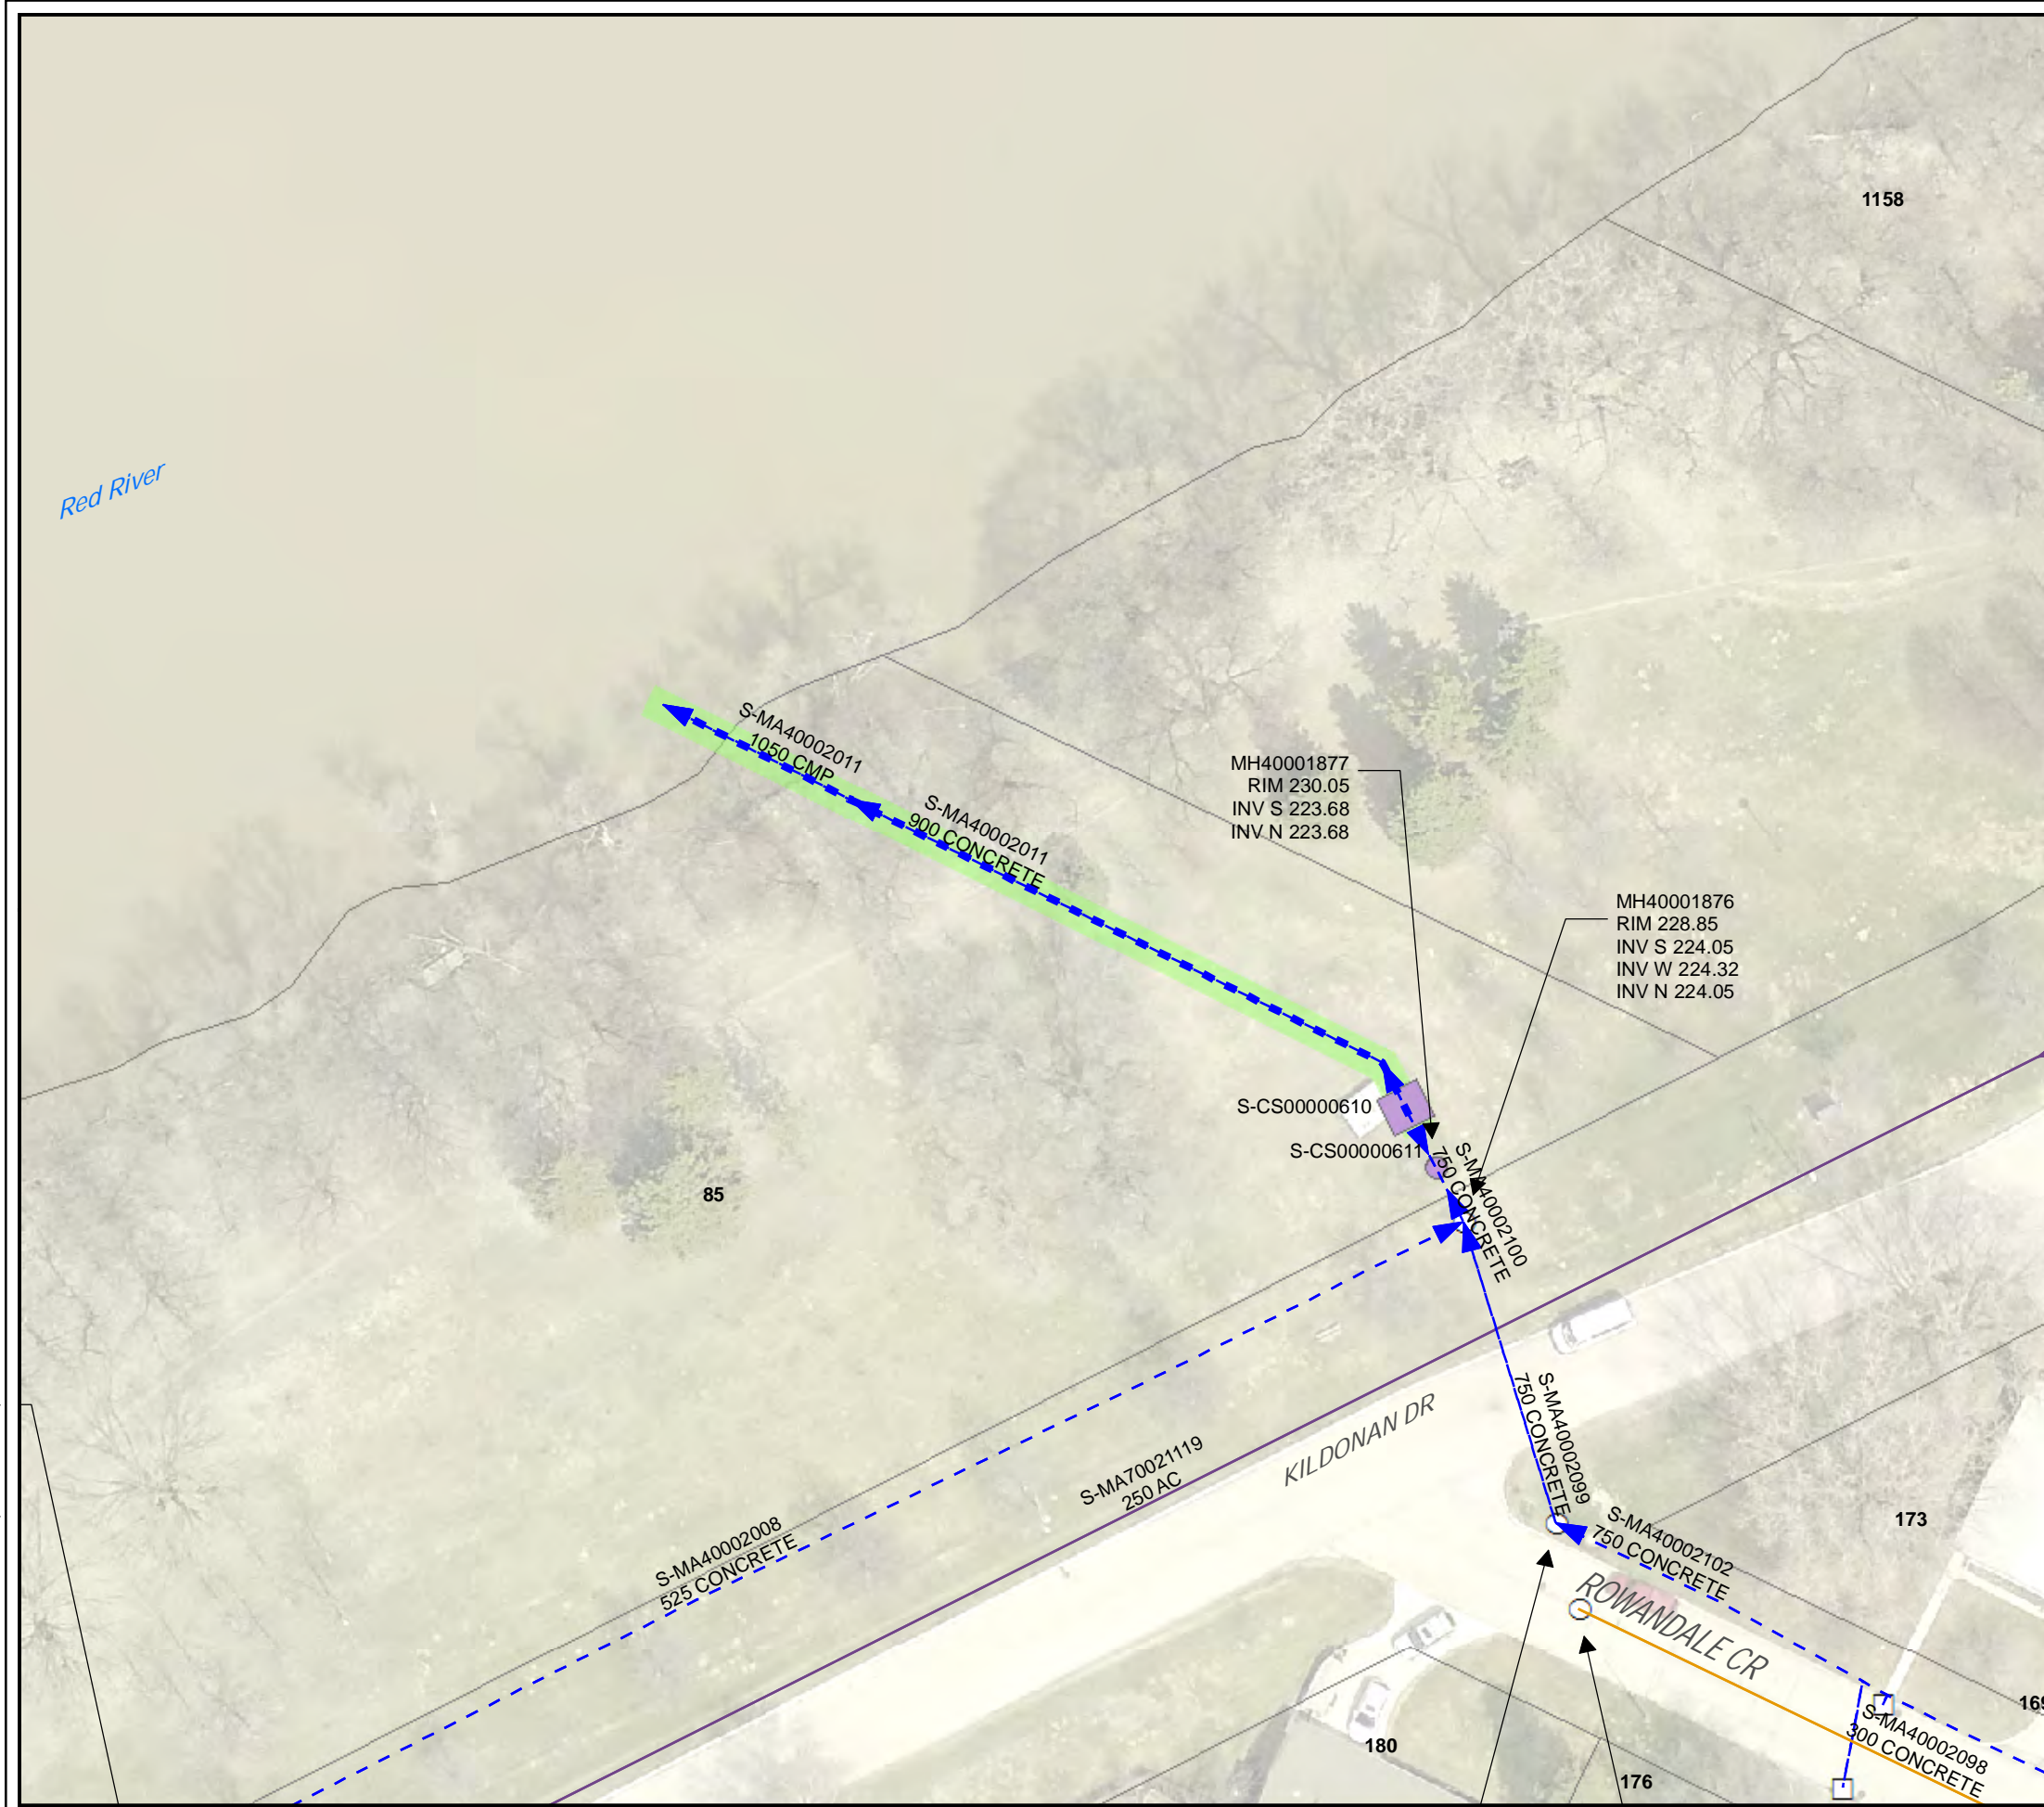 1158
Red River
S-MA40002011
1050 CMP
S-MA40002011
900 CONCRETE
MH40001877
RIM 230.05
INV S 223.68
INV N 223.68
MH40001876
RIM 228.85
INV S 224.05
INV W 224.32
INV N 224.05
S-CS00000610
S-CS00000611
S-MA40002100
750 CONCRETE
85
S-MA40002099
750 CONCRETE
KILDONAN DR
S-MA70021119
250 AC
S-MA40002008
525 CONCRETE
S-MA40002102
750 CONCRETE
173
ROWANDALE CR
S-MA40002098
300 CONCRETE
180
176